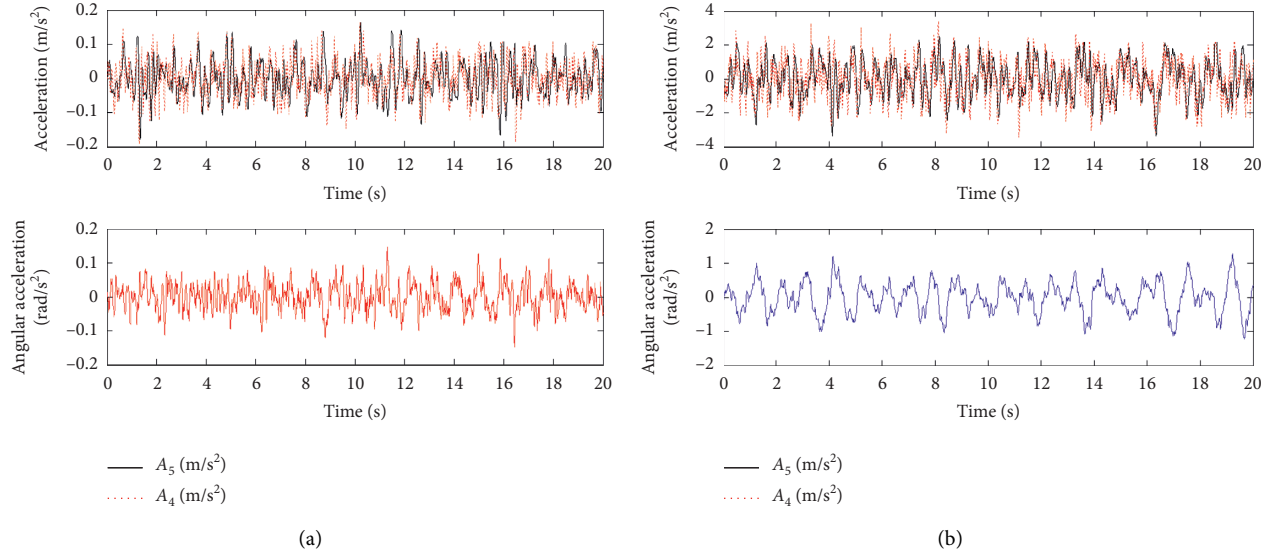 0.2
0.1
0
−0.1
−0.2
Acceleration (m/s²)
0 2 4 6 8 10 12 14 16 18 20
Time (s)
0.2
0.1
0
−0.1
−0.2
Angular acceleration
(rad/s²)
0 2 4 6 8 10 12 14 16 18 20
Time (s)
A₅ (m/s²)
A₄ (m/s²)
(a)
4
2
0
−2
−4
Acceleration (m/s²)
0 2 4 6 8 10 12 14 16 18 20
Time (s)
2
1
0
−1
−2
Angular acceleration
(rad/s²)
0 2 4 6 8 10 12 14 16 18 20
Time (s)
A₅ (m/s²)
A₄ (m/s²)
(b)